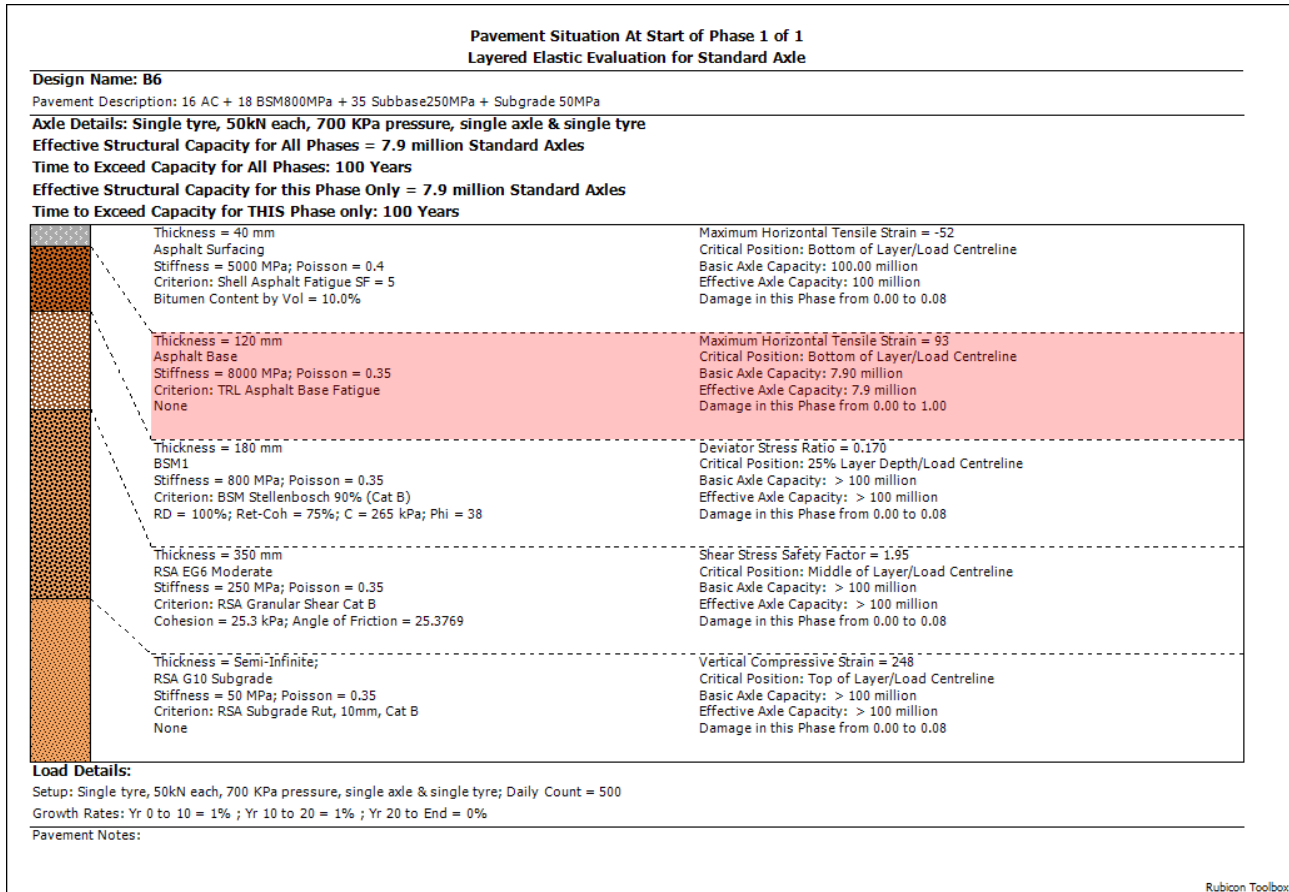 Pavement Situation At Start of Phase 1 of 1
Layered Elastic Evaluation for Standard Axle
Design Name: B6
Pavement Description: 16 AC + 18 BSM800MPa + 35 Subbase250MPa + Subgrade 50MPa
Axle Details: Single tyre, 50kN each, 700 KPa pressure, single axle & single tyre
Effective Structural Capacity for All Phases = 7.9 million Standard Axles
Time to Exceed Capacity for All Phases: 100 Years
Effective Structural Capacity for this Phase Only = 7.9 million Standard Axles
Time to Exceed Capacity for THIS Phase only: 100 Years
Thickness = 40 mm
Asphalt Surfacing
Stiffness = 5000 MPa; Poisson = 0.4
Criterion: Shell Asphalt Fatigue SF = 5
Bitumen Content by Vol = 10.0%
Maximum Horizontal Tensile Strain = -52
Critical Position: Bottom of Layer/Load Centreline
Basic Axle Capacity: 100.00 million
Effective Axle Capacity: 100 million
Damage in this Phase from 0.00 to 0.08
Thickness = 120 mm
Asphalt Base
Stiffness = 8000 MPa; Poisson = 0.35
Criterion: TRL Asphalt Base Fatigue
None
Maximum Horizontal Tensile Strain = 93
Critical Position: Bottom of Layer/Load Centreline
Basic Axle Capacity: 7.90 million
Effective Axle Capacity: 7.9 million
Damage in this Phase from 0.00 to 1.00
Thickness = 180 mm
BSM1
Stiffness = 800 MPa; Poisson = 0.35
Criterion: BSM Stellenbosch 90% (Cat B)
RD = 100%; Ret-Coh = 75%; C = 265 kPa; Phi = 38
Deviator Stress Ratio = 0.170
Critical Position: 25% Layer Depth/Load Centreline
Basic Axle Capacity: > 100 million
Effective Axle Capacity: > 100 million
Damage in this Phase from 0.00 to 0.08
Thickness = 350 mm
RSA EG6 Moderate
Stiffness = 250 MPa; Poisson = 0.35
Criterion: RSA Granular Shear Cat B
Cohesion = 25.3 kPa; Angle of Friction = 25.3769
Shear Stress Safety Factor = 1.95
Critical Position: Middle of Layer/Load Centreline
Basic Axle Capacity: > 100 million
Effective Axle Capacity: > 100 million
Damage in this Phase from 0.00 to 0.08
Thickness = Semi-Infinite;
RSA G10 Subgrade
Stiffness = 50 MPa; Poisson = 0.35
Criterion: RSA Subgrade Rut, 10mm, Cat B
None
Vertical Compressive Strain = 248
Critical Position: Top of Layer/Load Centreline
Basic Axle Capacity: > 100 million
Effective Axle Capacity: > 100 million
Damage in this Phase from 0.00 to 0.08
Load Details:
Setup: Single tyre, 50kN each, 700 KPa pressure, single axle & single tyre; Daily Count = 500
Growth Rates: Yr 0 to 10 = 1% ; Yr 10 to 20 = 1% ; Yr 20 to End = 0%
Pavement Notes:
Rubicon Toolbox